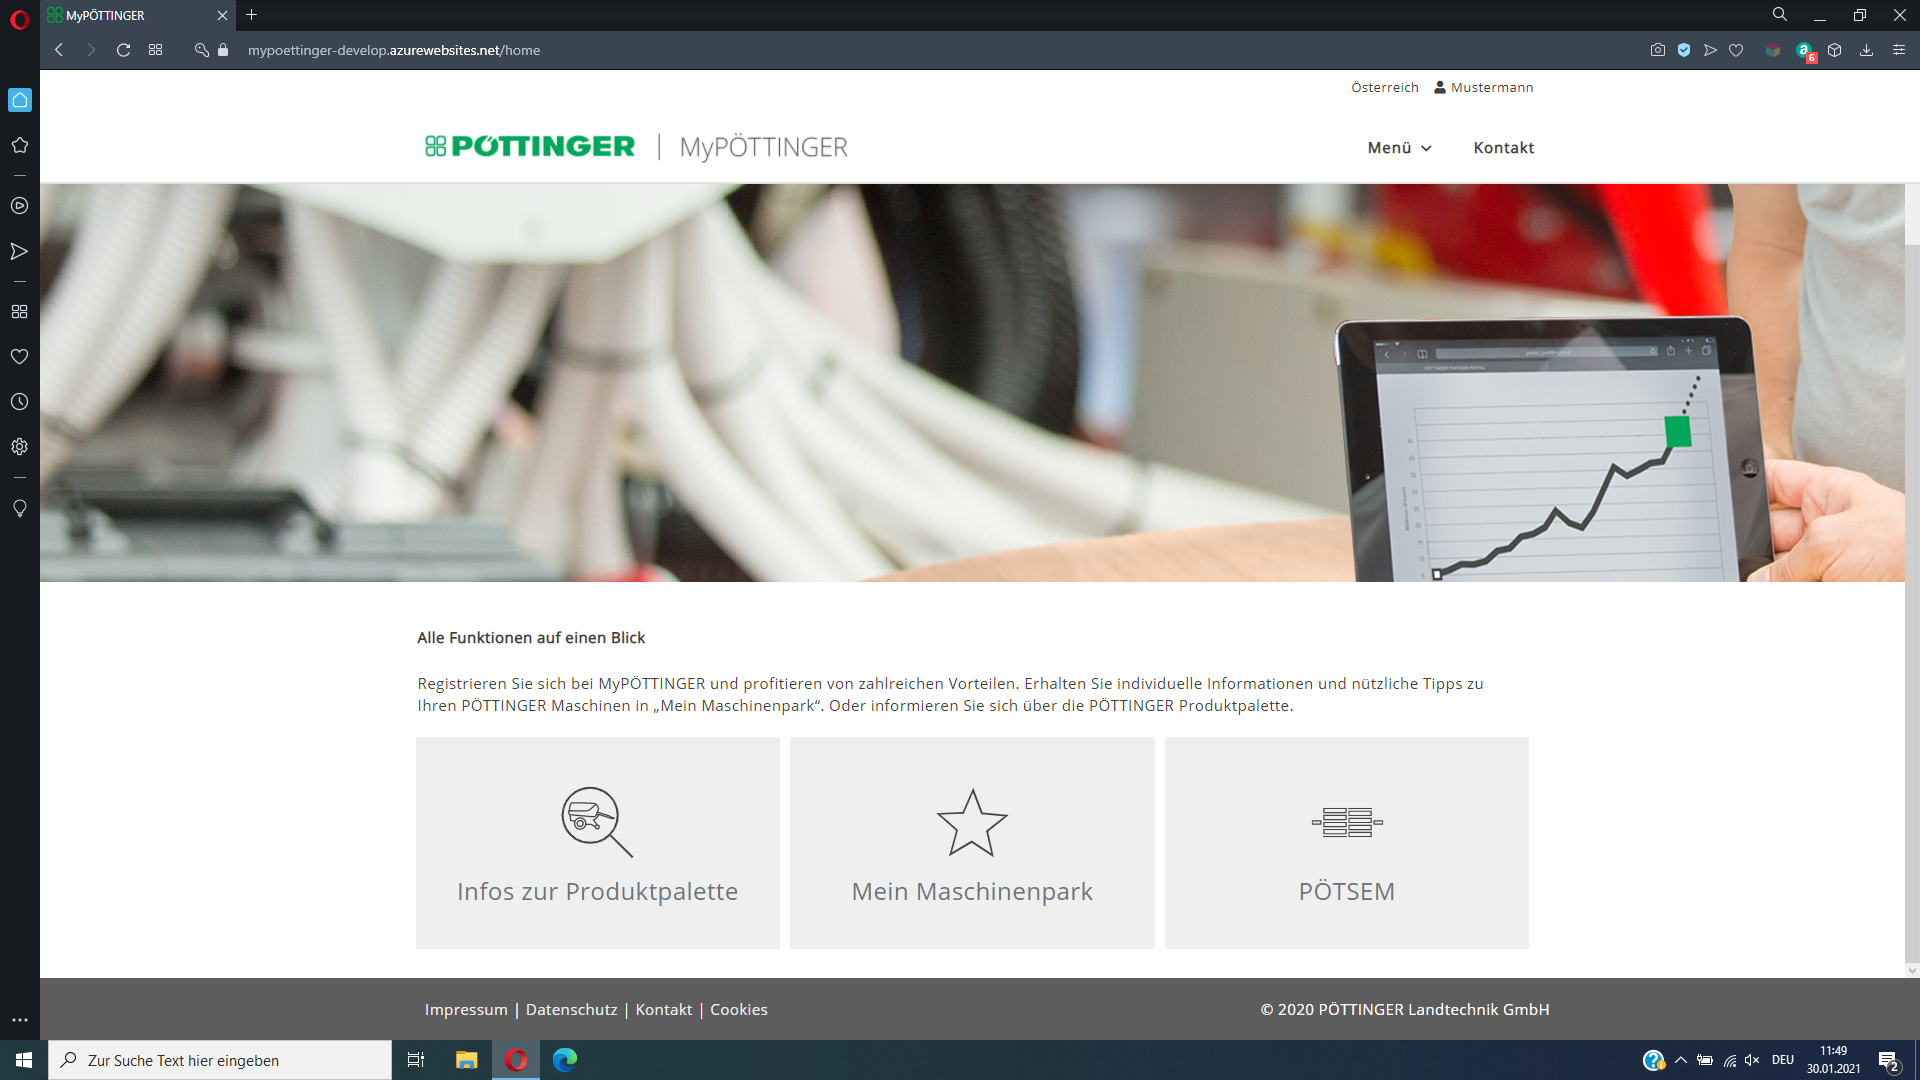 MyPÖTTINGER
mypoettinger-develop.azurewebsites.net/home
6
Österreich Mustermann
PÖTTINGER | MyPÖTTINGER
Menü Kontakt
Alle Funktionen auf einen Blick
Registrieren Sie sich bei MyPÖTTINGER und profitieren von zahlreichen Vorteilen. Erhalten Sie individuelle Informationen und nützliche Tipps zu
Ihren PÖTTINGER Maschinen in „Mein Maschinenpark“. Oder informieren Sie sich über die PÖTTINGER Produktpalette.
Infos zur Produktpalette
Mein Maschinenpark
PÖTSEM
Impressum | Datenschutz | Kontakt | Cookies
© 2020 PÖTTINGER Landtechnik GmbH
Zur Suche Text hier eingeben
DEU
11:49
30.01.2021
2